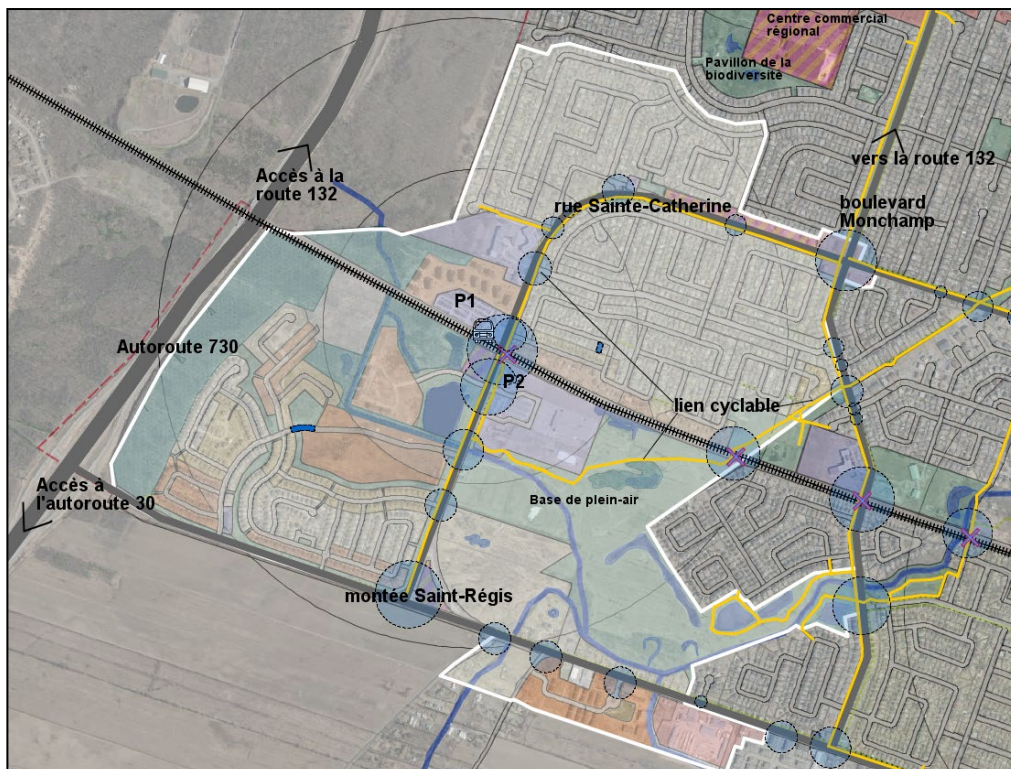 Centre commercial
régional
Pavillon de la
biodiversité
vers la route 132
Accès à la
route 132
rue Sainte-Catherine
boulevard
Monchamp
P1
Autoroute 730
P2
lien cyclable
Accès à
l'autoroute 30
Base de plein-air
montée Saint-Régis